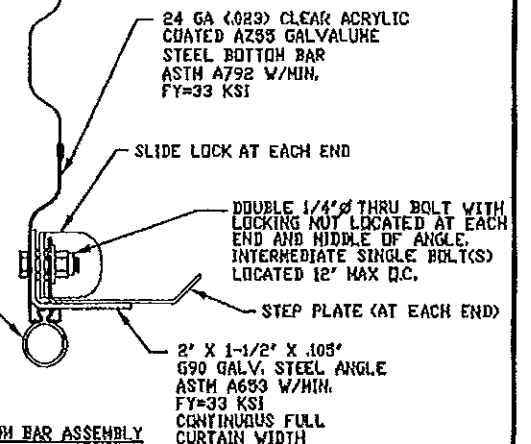 24 GA (.023) CLEAR ACRYLIC
COATED AZ55 GALVALUME
STEEL BOTTOM BAR
ASTM A792 W/MIN.
FY=33 KSI
SLIDE LOCK AT EACH END
DOUBLE 1/4"Ø THRU BOLT WITH
LOCKING NUT LOCATED AT EACH
END AND MIDDLE OF ANGLE.
INTERMEDIATE SINGLE BOLT(S)
LOCATED 12" MAX O.C.
STEP PLATE (AT EACH END)
2" X 1-1/2" X .105"
G90 GALV. STEEL ANGLE
ASTM A653 W/MIN.
FY=33 KSI
CONTINUOUS FULL
CURTAIN WIDTH
BAR ASSEMBLY